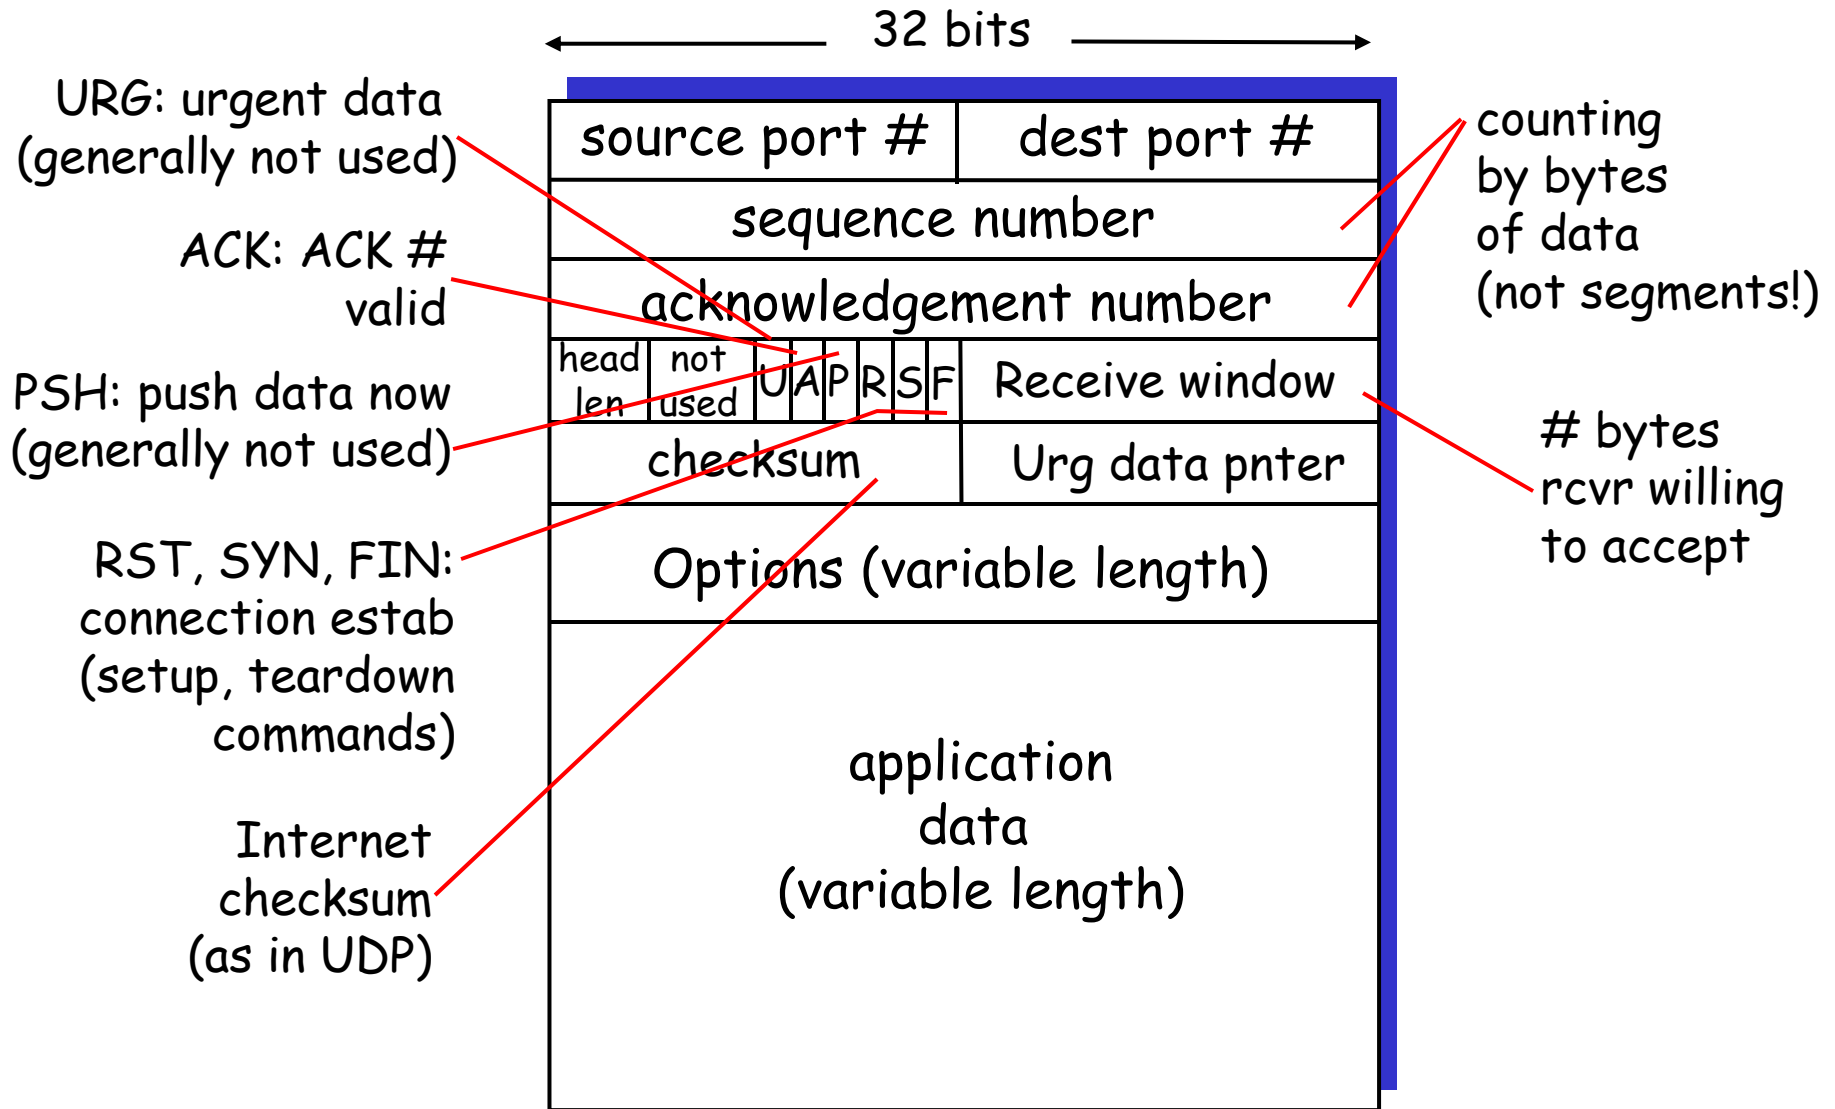 32 bits
URG: urgent data
(generally not used)
ACK: ACK #
valid
PSH: push data now
(generally not used)
RST, SYN, FIN:
connection estab
(setup, teardown
commands)
Internet
checksum
(as in UDP)
source port #
dest port #
sequence number
acknowledgement number
head
len
not
used
U
A
P
R
S
F
Receive window
checksum
Urg data pnter
Options (variable length)
application
data
(variable length)
counting
by bytes
of data
(not segments!)
# bytes
rcvr willing
to accept